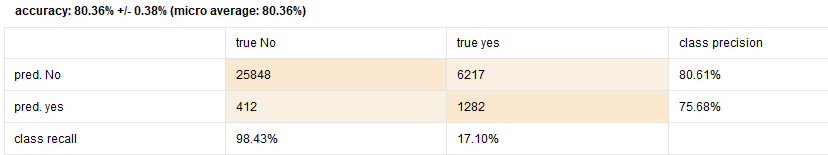 accuracy: 80.36% +/- 0.38% (micro average: 80.36%)
true No true yes class precision
pred. No 25848 6217 80.61%
pred. yes 412 1282 75.68%
class recall 98.43% 17.10%